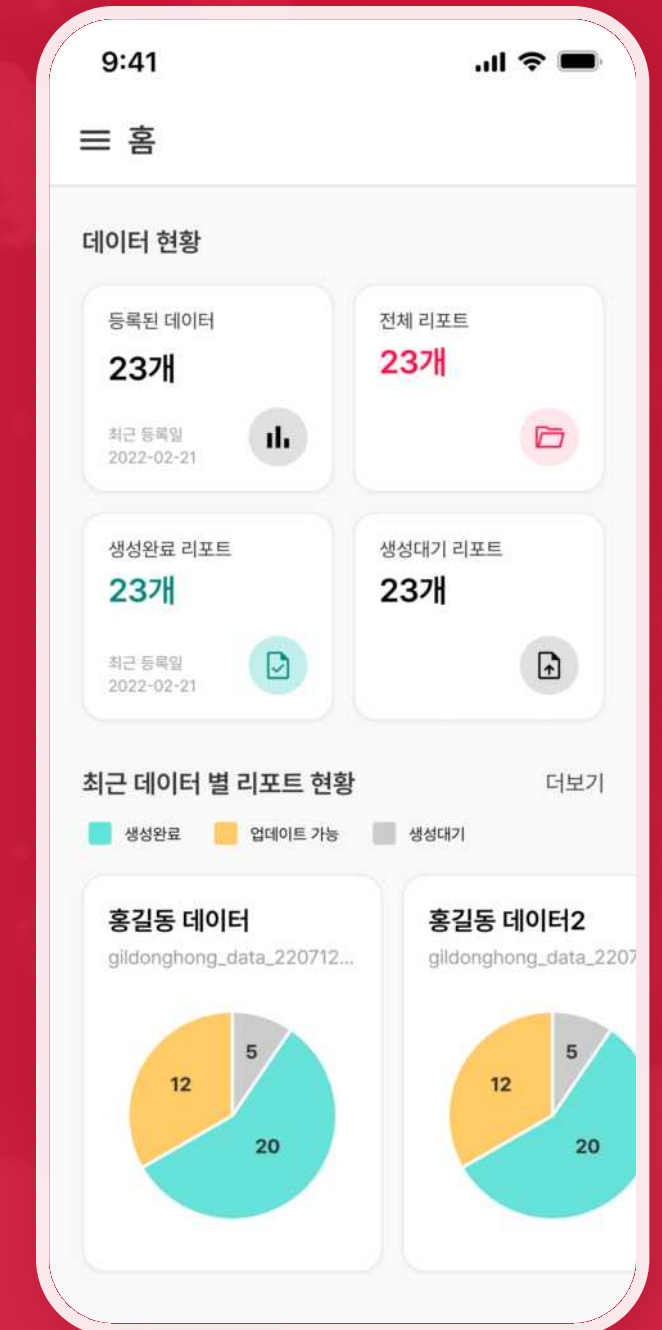 9:41
홈
데이터 현황
등록된 데이터
23개
최근 등록일
2022-02-21
전체 리포트
23개
생성완료 리포트
23개
최근 등록일
2022-02-21
생성대기 리포트
23개
최근 데이터 별 리포트 현황
더보기
생성완료
업데이트 가능
생성대기
홍길동 데이터
gildonghong_data_220712...
5
12
20
홍길동 데이터2
gildonghong_data_2207
5
12
20